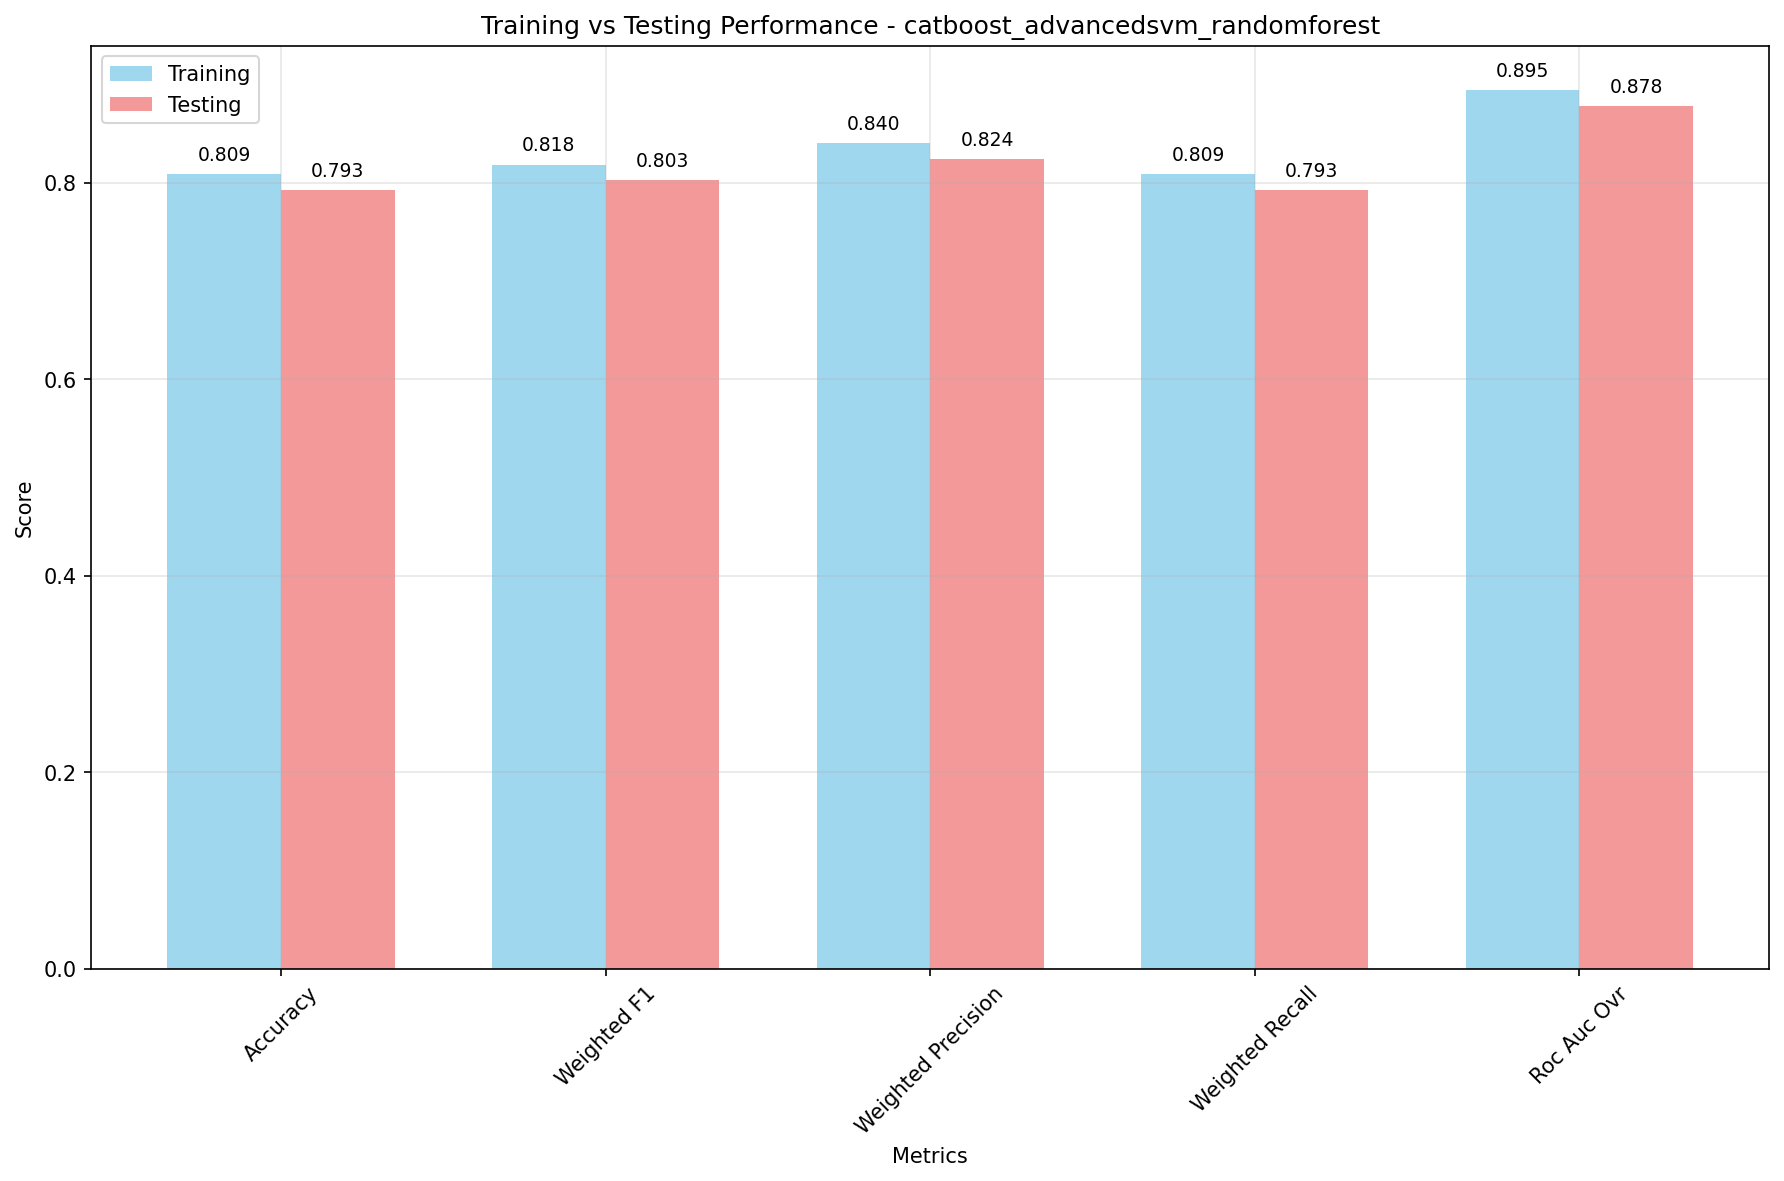 Training vs Testing Performance - catboost_advancedsvm_randomforest
Training
Testing
0.809
0.793
0.818
0.803
0.840
0.824
0.809
0.793
0.895
0.878
Score
0.8
0.6
0.4
0.2
0.0
Accuracy
Weighted F1
Weighted Precision
Weighted Recall
Roc Auc Ovr
Metrics